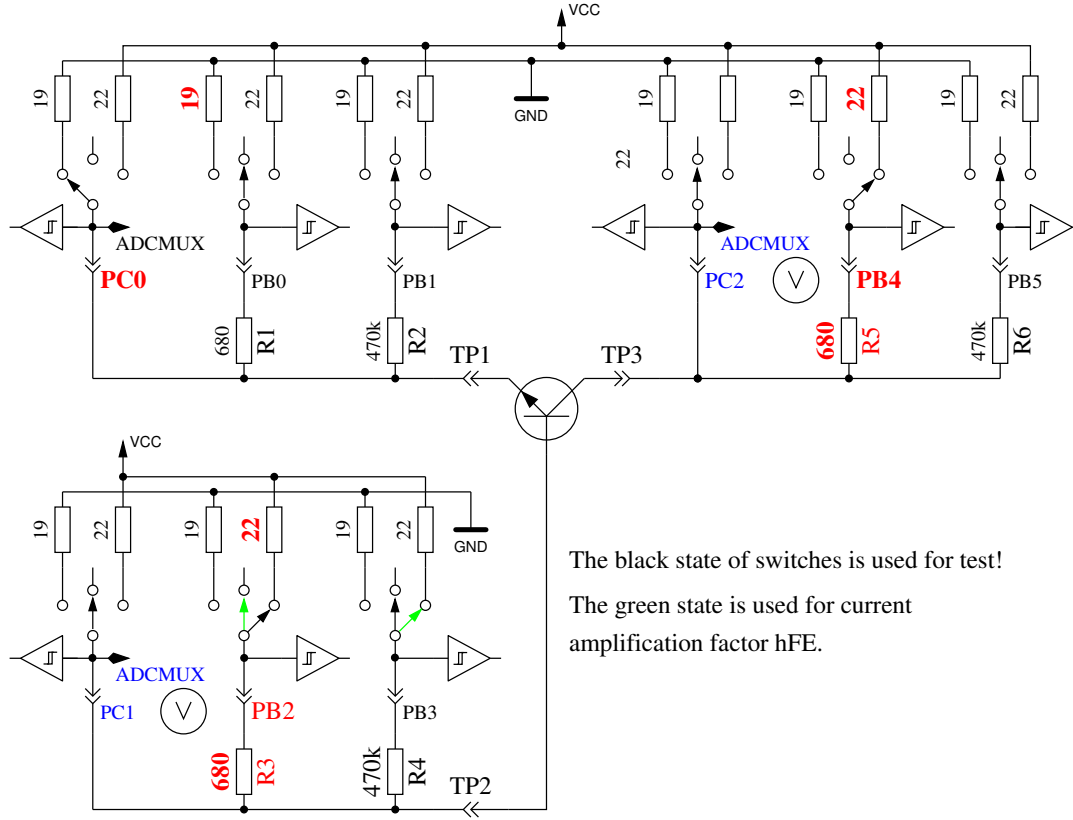 VCC
19
22
19
22
19
22
GND
19
22
19
22
19
22
22
ADCMUX
ADCMUX
PC0
PB0
PB1
PC2
V
PB4
PB5
680
R1
470k
R2
680
R5
470k
R6
TP1
TP3
VCC
19
22
19
22
19
22
GND
The black state of switches is used for test!
The green state is used for current
amplification factor hFE.
ADCMUX
PC1
V
PB2
PB3
680
R3
470k
R4
TP2